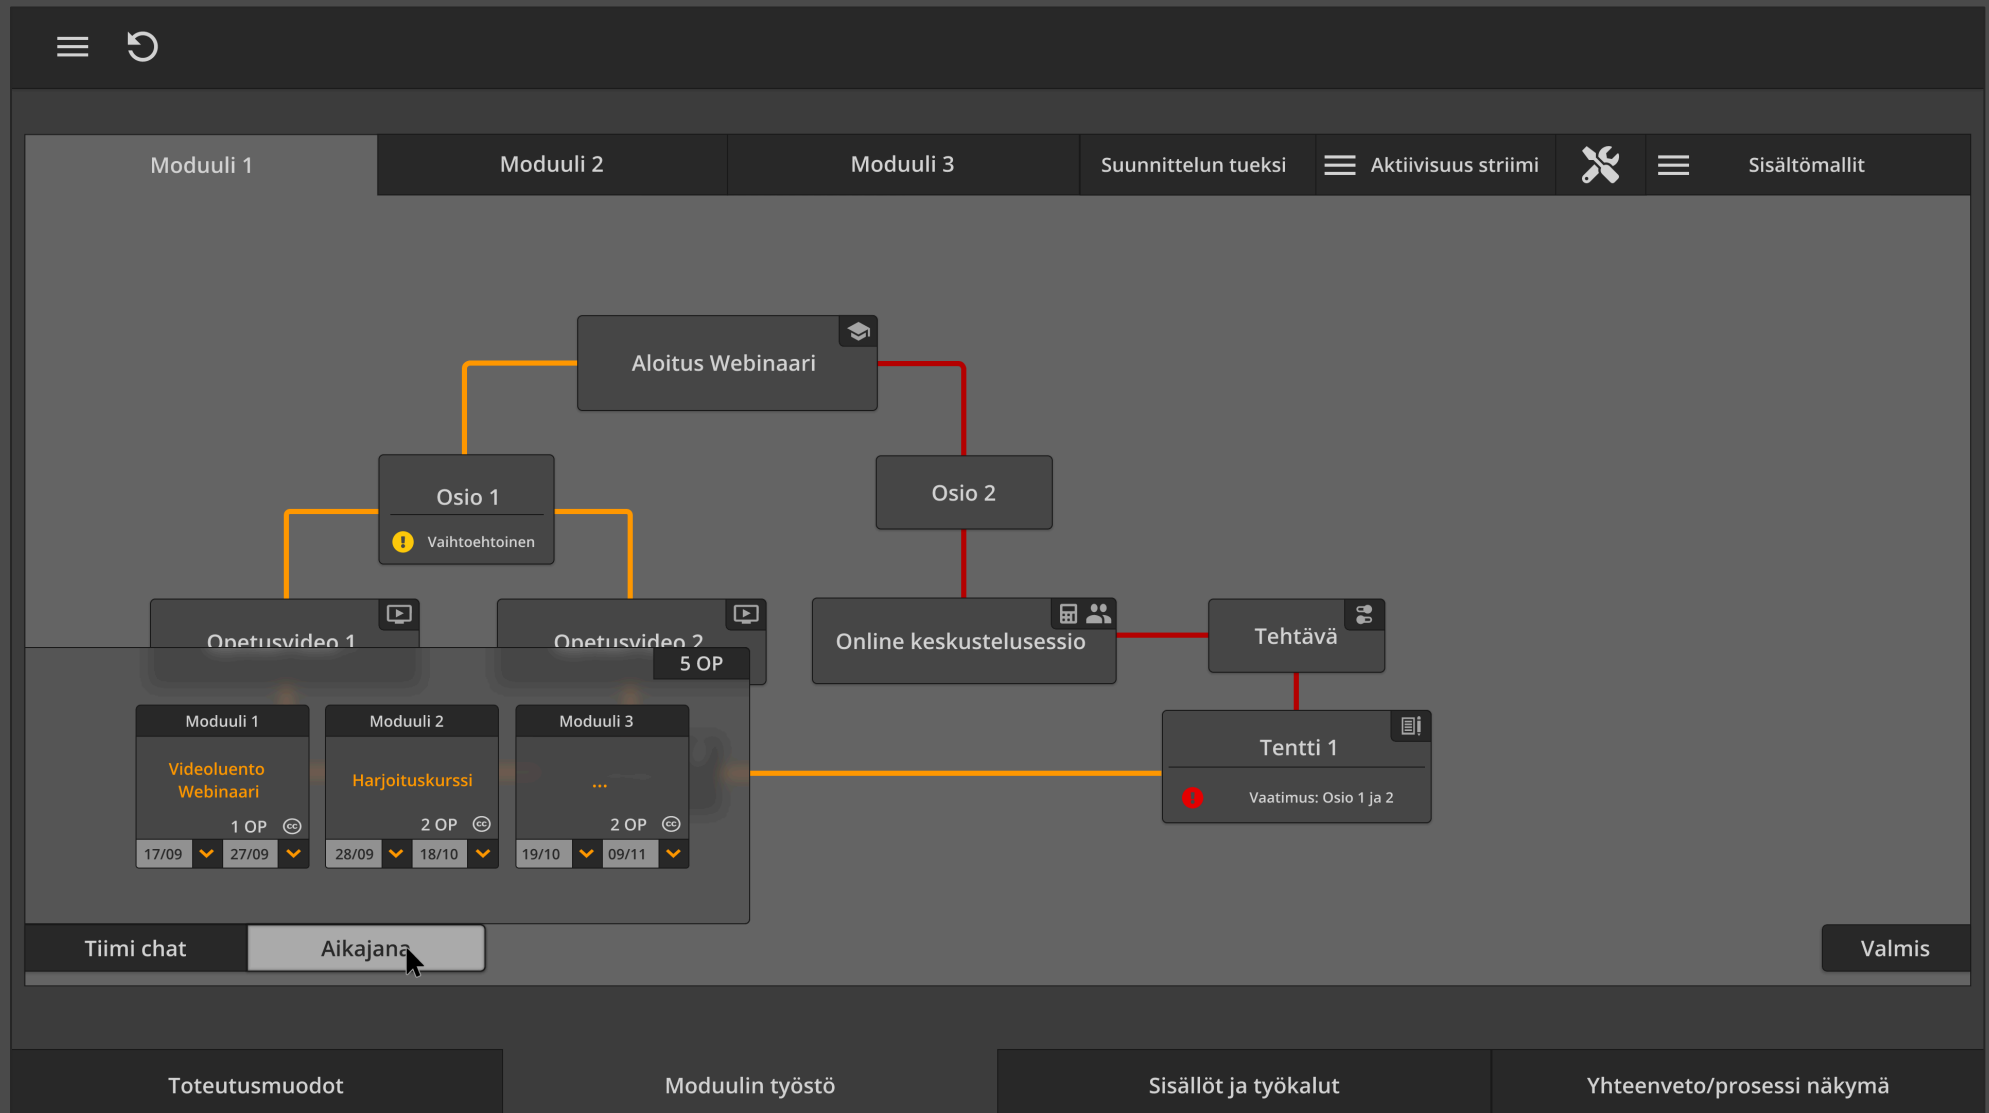 Moduuli 1
Moduuli 2
Moduuli 3
Suunnittelun tueksi
Aktiivisuus striimi
Sisältömallit
Aloitus Webinaari
Osio 1
Vaihtoehtoinen
Osio 2
Opetusvideo 1
Opetusvideo 2
Online keskustelusessio
Tehtävä
5 OP
Moduuli 1
Videoluento
Webinaari
1 OP
cc
17/09
27/09
Moduuli 2
Harjoituskurssi
2 OP
cc
28/09
18/10
Moduuli 3
...
2 OP
cc
19/10
09/11
Tentti 1
Vaatimus: Osio 1 ja 2
Tiimi chat
Aikajana
Valmis
Toteutusmuodot
Moduulin työstö
Sisällöt ja työkalut
Yhteenveto/prosessi näkymä